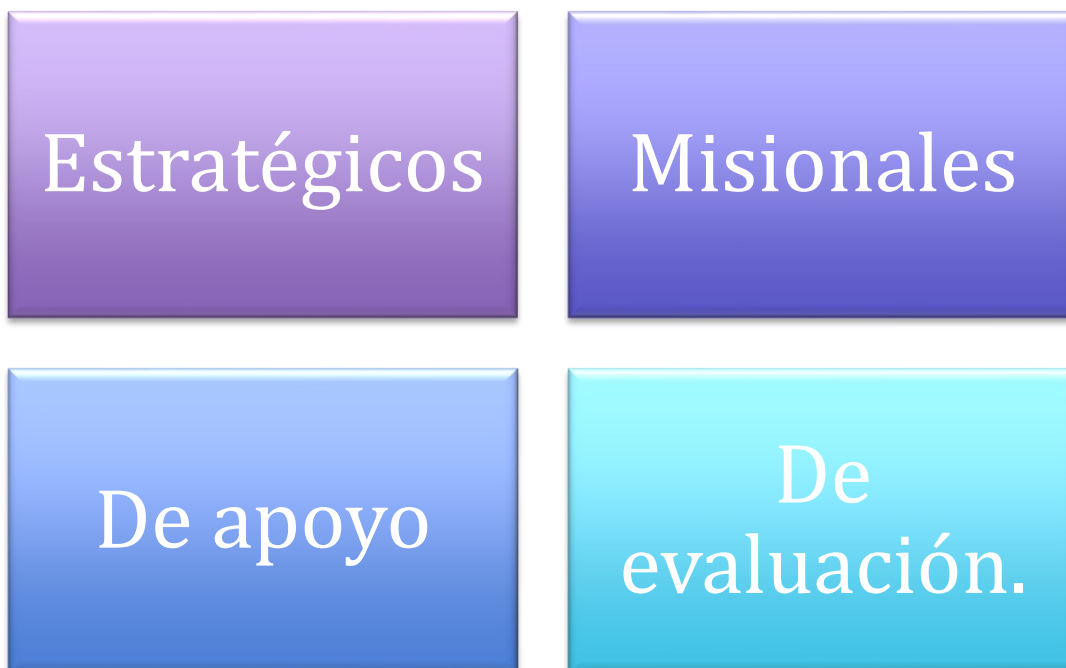 Estratégicos
Misionales
De apoyo
De
evaluación.